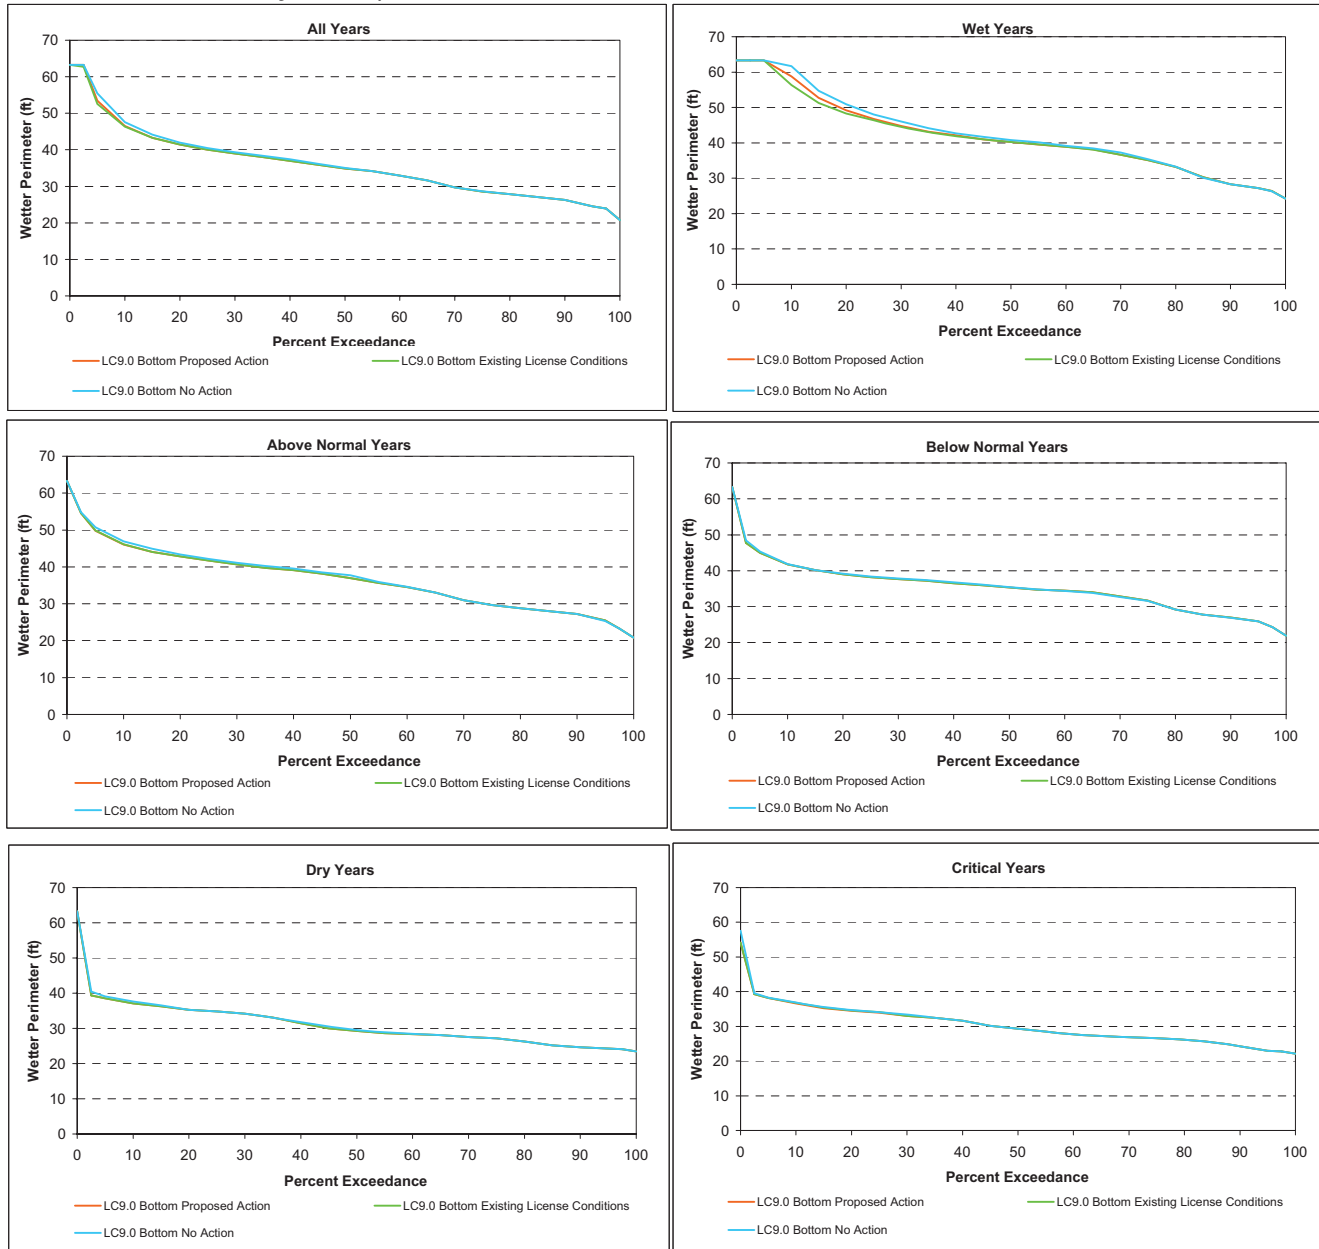 All Years
Wetter Perimeter (ft)
70
60
50
40
30
20
10
0
0 10 20 30 40 50 60 70 80 90 100
Percent Exceedance
LC9.0 Bottom Proposed Action
LC9.0 Bottom Existing License Conditions
LC9.0 Bottom No Action
Wet Years
Wetter Perimeter (ft)
70
60
50
40
30
20
10
0
0 10 20 30 40 50 60 70 80 90 100
Percent Exceedance
LC9.0 Bottom Proposed Action
LC9.0 Bottom Existing License Conditions
LC9.0 Bottom No Action
Above Normal Years
Wetter Perimeter (ft)
70
60
50
40
30
20
10
0
0 10 20 30 40 50 60 70 80 90 100
Percent Exceedance
LC9.0 Bottom Proposed Action
LC9.0 Bottom Existing License Conditions
LC9.0 Bottom No Action
Below Normal Years
Wetter Perimeter (ft)
70
60
50
40
30
20
10
0
0 10 20 30 40 50 60 70 80 90 100
Percent Exceedance
LC9.0 Bottom Proposed Action
LC9.0 Bottom Existing License Conditions
LC9.0 Bottom No Action
Dry Years
Wetter Perimeter (ft)
70
60
50
40
30
20
10
0
0 10 20 30 40 50 60 70 80 90 100
Percent Exceedance
LC9.0 Bottom Proposed Action
LC9.0 Bottom Existing License Conditions
LC9.0 Bottom No Action
Critical Years
Wetter Perimeter (ft)
70
60
50
40
30
20
10
0
0 10 20 30 40 50 60 70 80 90 100
Percent Exceedance
LC9.0 Bottom Proposed Action
LC9.0 Bottom Existing License Conditions
LC9.0 Bottom No Action